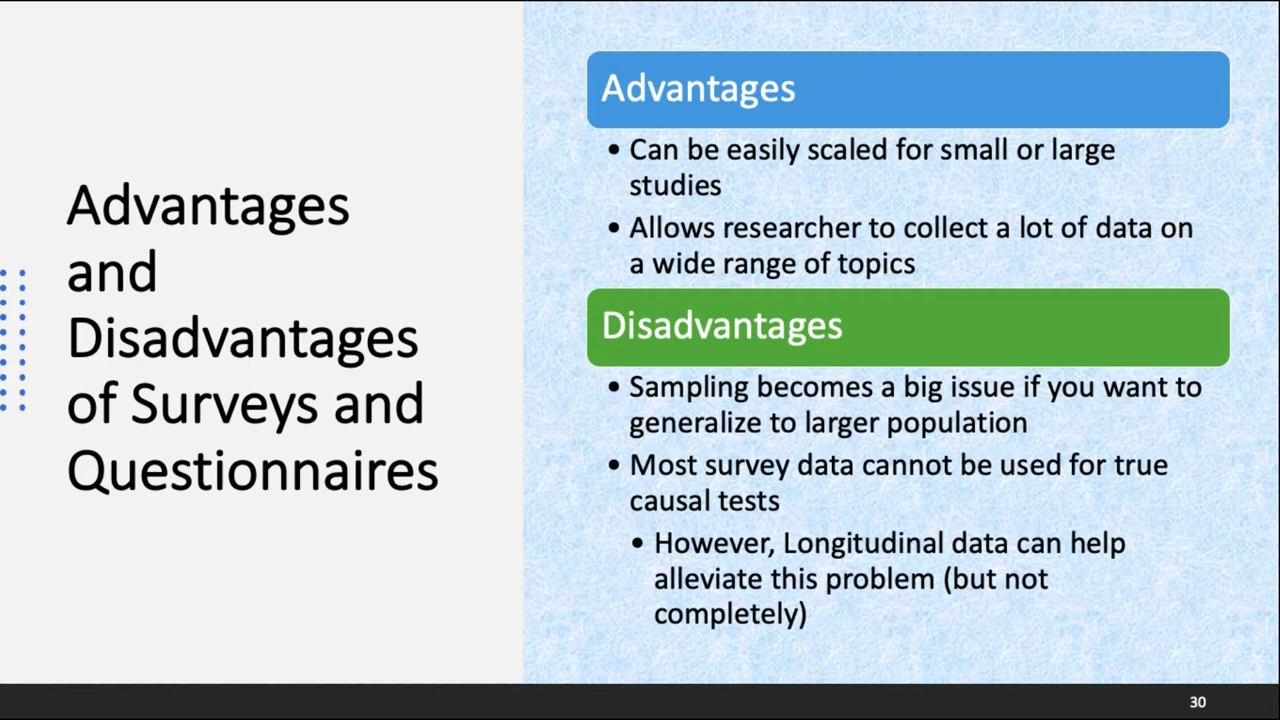 Advantages
and
Disadvantages
of Surveys and
Questionnaires
Advantages
• Can be easily scaled for small or large
studies
• Allows researcher to collect a lot of data on
a wide range of topics
Disadvantages
• Sampling becomes a big issue if you want to
generalize to larger population
• Most survey data cannot be used for true
causal tests
• However, Longitudinal data can help
alleviate this problem (but not
completely)
30